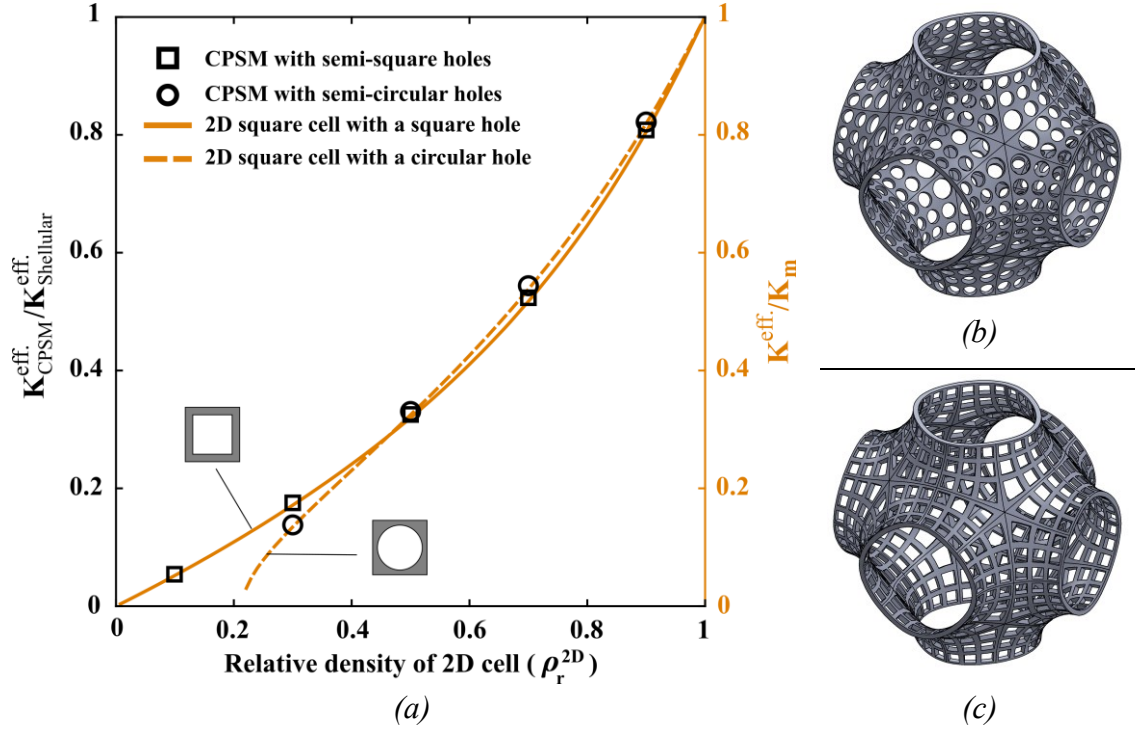 1
0.8
0.6
0.4
0.2
0
K^eff._CPSM/K^eff._Shellular
CPSM with semi-square holes
CPSM with semi-circular holes
2D square cell with a square hole
2D square cell with a circular hole
1
0.8
0.6
0.4
0.2
0
K^eff./K_m
0 0.2 0.4 0.6 0.8 1
Relative density of 2D cell (ρ_r^2D)
(a)
(b)
(c)